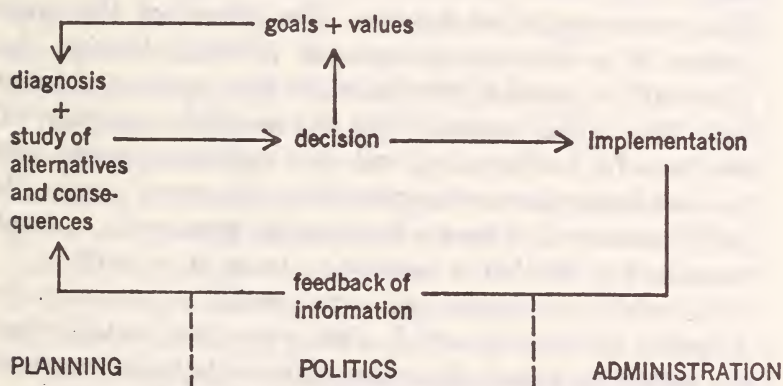 goals + values
diagnosis
+
study of
alternatives
and conse-
quences
decision
Implementation
feedback of
information
PLANNING
POLITICS
ADMINISTRATION